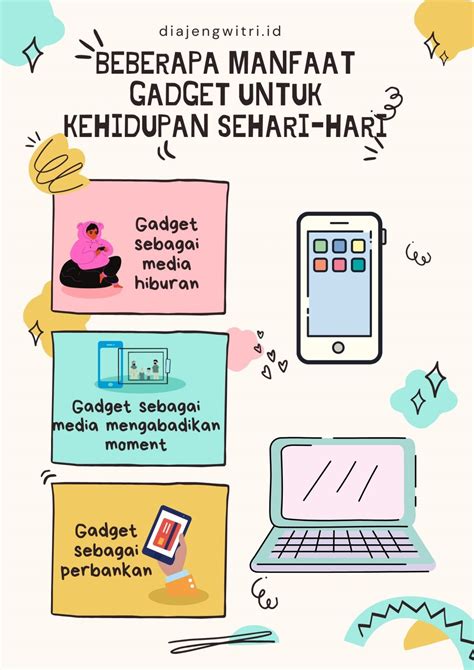 diajengwitri.id
BEBERAPA MANFAAT
GADGET UNTUK
KEHIDUPAN SEHARI-HARI
Gadget
sebagai
media
hiburan
Gadget sebagai
media mengabadikan
moment
Gadget
sebagai
perbankan